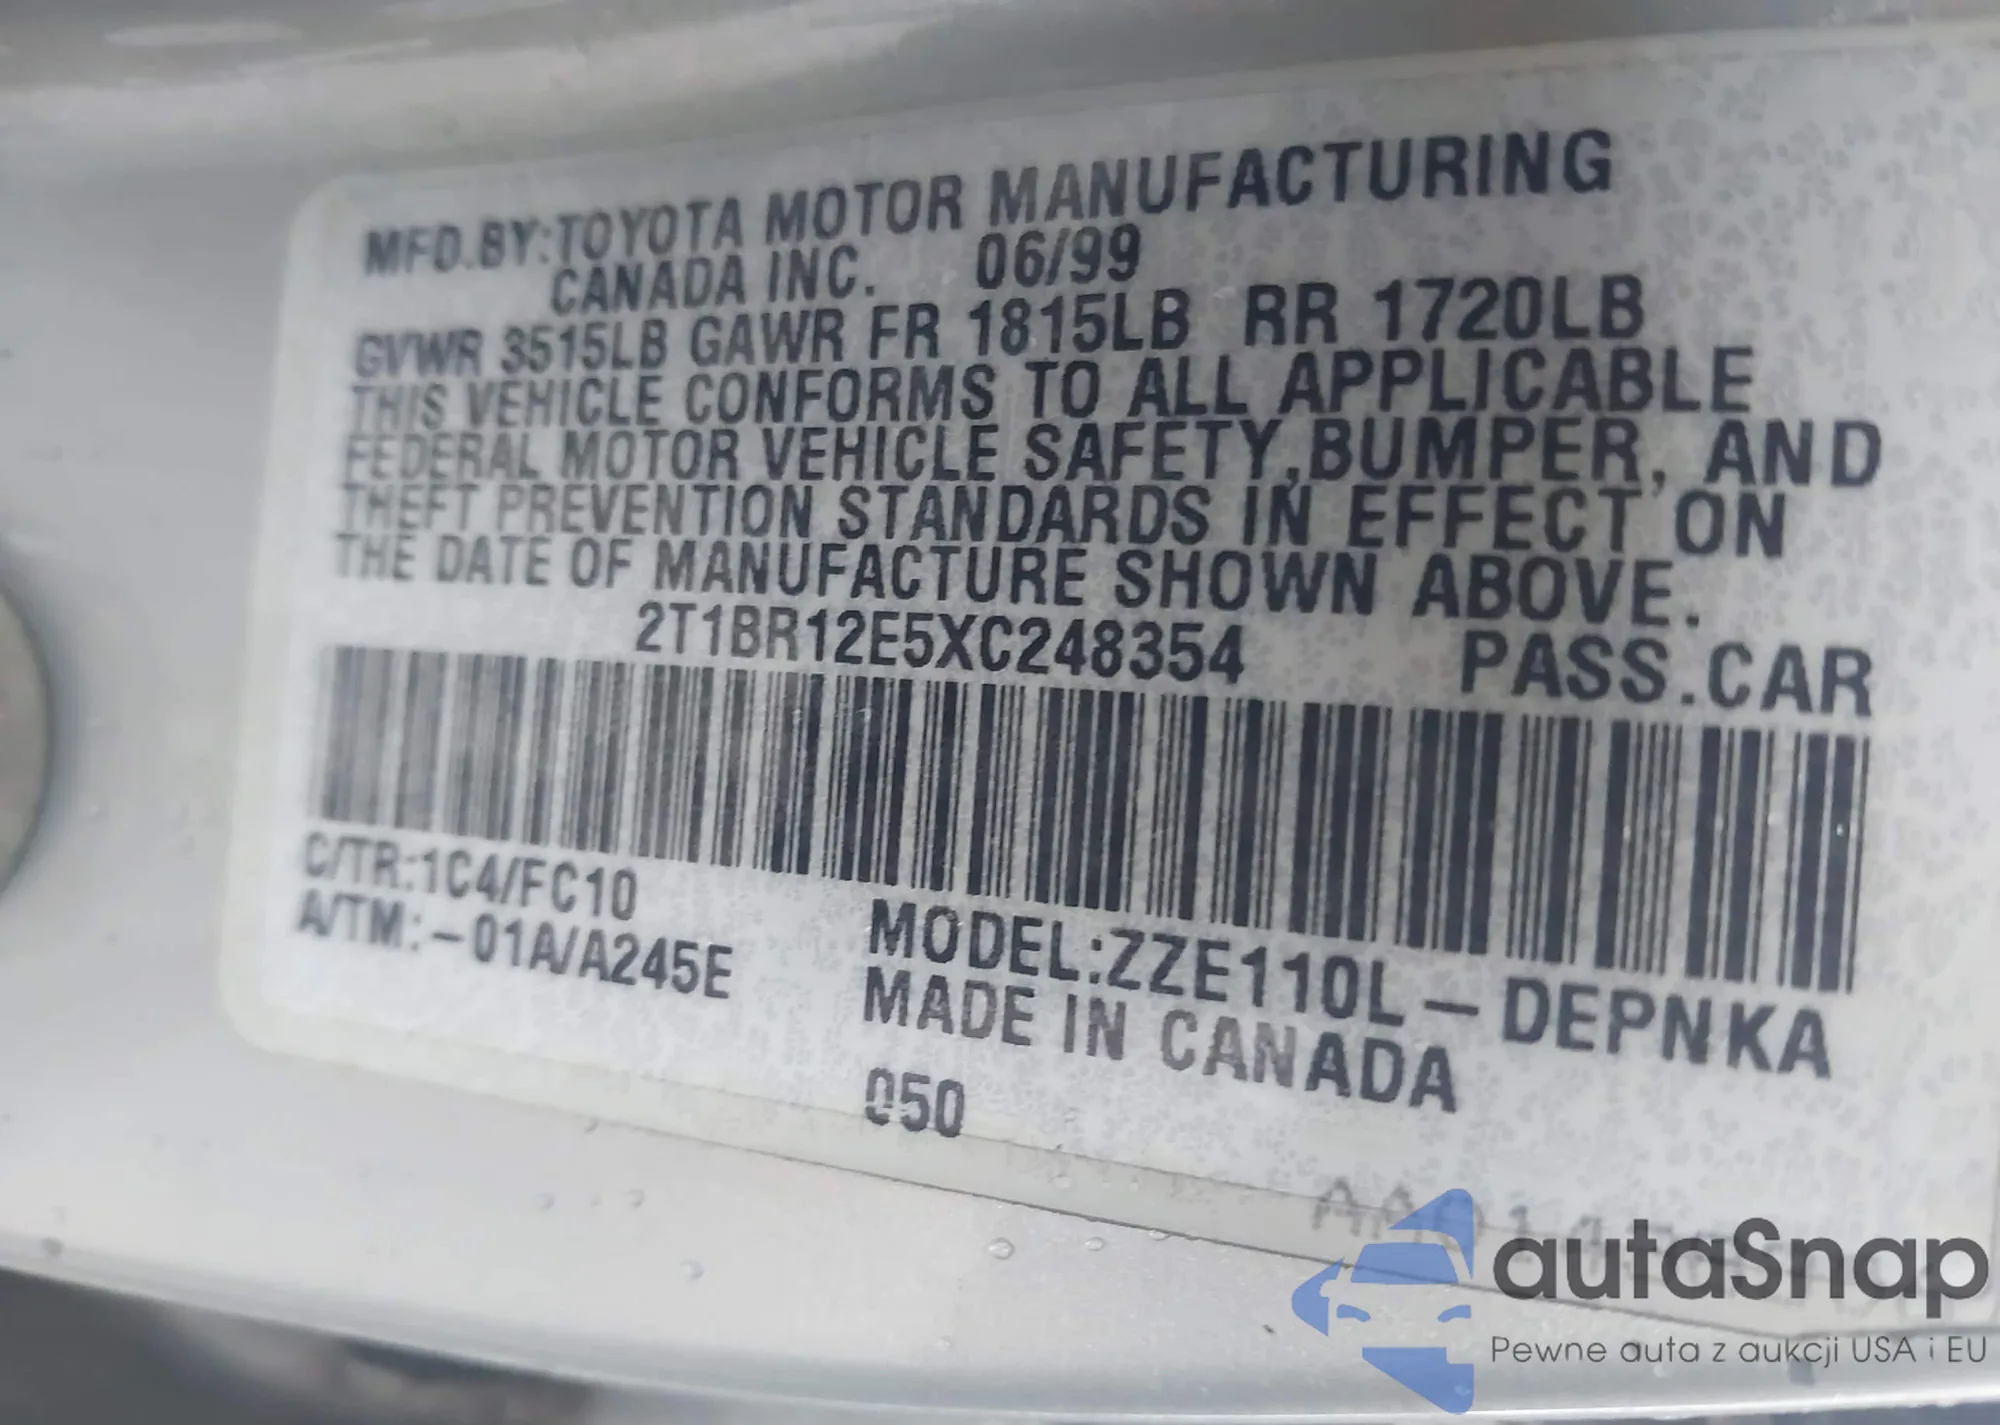 MFD.BY:TOYOTA MOTOR MANUFACTURING
CANADA INC. 06/99
GVWR 3515LB GAWR FR 1815LB RR 1720LB
THIS VEHICLE CONFORMS TO ALL APPLICABLE
FEDERAL MOTOR VEHICLE SAFETY,BUMPER, AND
THEFT PREVENTION STANDARDS IN EFFECT ON
THE DATE OF MANUFACTURE SHOWN ABOVE.
2T1BR12E5XC248354 PASS.CAR
C/TR:1C4/FC10
A/TM:-01A/A245E
MODEL:ZZE110L-DEPNKA
MADE IN CANADA
050
autaSnap
Pewne auta z aukcji USA i EU